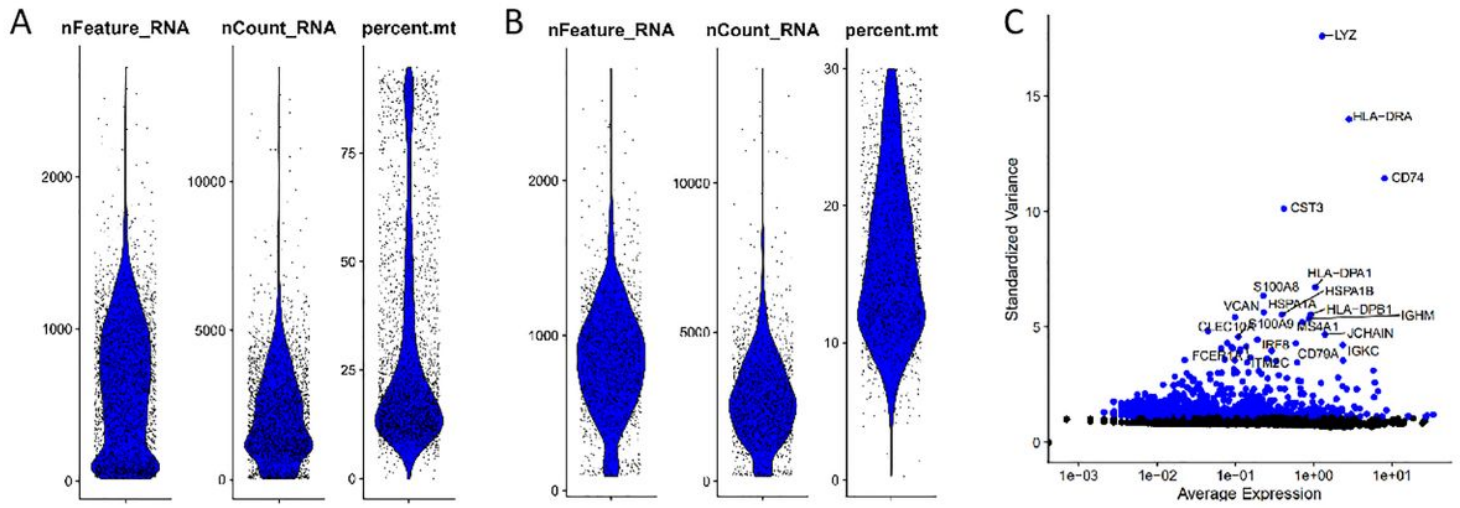 A
nFeature_RNA
nCount_RNA
percent.mt
2000
1000
0
10000
5000
0
75
50
25
0
B
nFeature_RNA
nCount_RNA
percent.mt
2000
1000
0
10000
5000
0
30
20
10
0
C
Standardized Variance
15
10
5
0
LYZ
HLA-DRA
CD74
CST3
HLA-DPA1
S100A8
HSPA1B
VCAN
HSPA1A
HLA-DPB1
IGHM
CLEC10A
S100A9
MS4A1
JCHAIN
IRF8
IGKC
FCER1A
CD79A
ITM2C
1e-03
1e-02
1e-01
1e+00
1e+01
Average Expression